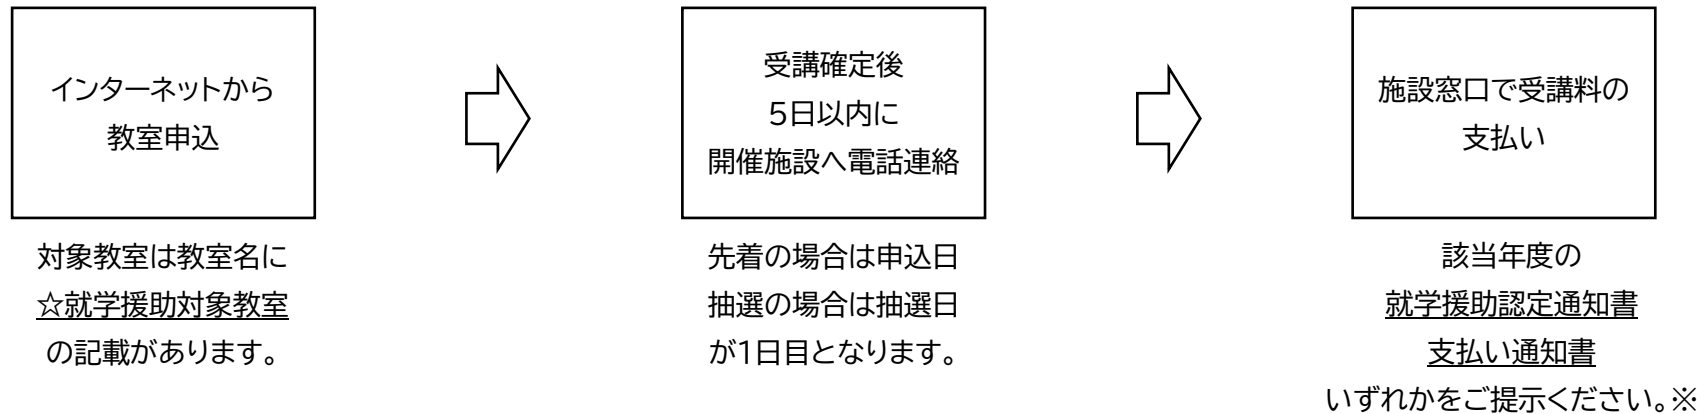 インターネットから
教室申込
対象教室は教室名に
☆就学援助対象教室
の記載があります。
受講確定後
5日以内に
開催施設へ電話連絡
先着の場合は申込日
抽選の場合は抽選日
が1日目となります。
施設窓口で受講料の
支払い
該当年度の
就学援助認定通知書
支払い通知書
いずれかをご提示ください。※